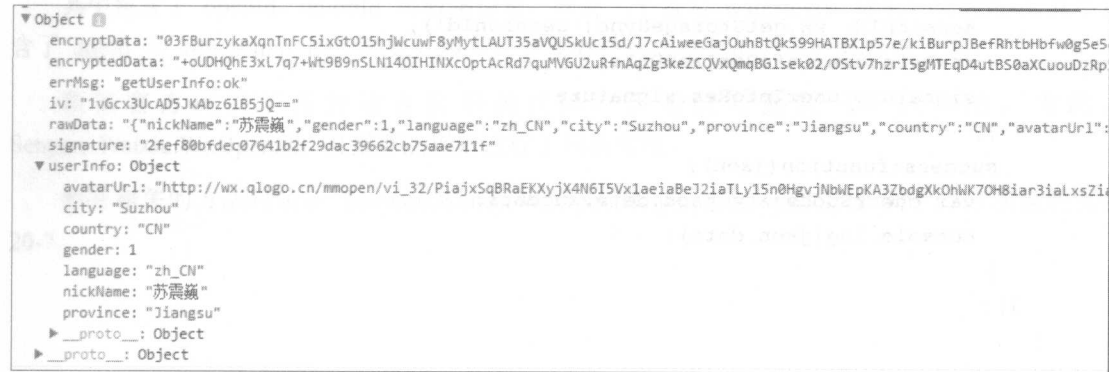 Object
encryptData: "03FBurzykaXqnTnFC5ixGtO15hjWcuwF8yMytLAUT35aVQUSkUc15d/J7cAiweeGajOuh8tQk599HATBX1p57e/kiBurpJBefRhtbHbfw0g5e5
encryptedData: "+oUDHQhE3xL7q7+Wt9B9nSLN14OIHINXcOptAcRd7quMVGU2uRfnAqZg3keZCQVxQmqBGlsek02/OStv7hzrI5gMTEqD4utBS0aXCuouDzRp
errMsg: "getUserInfo:ok"
iv: "1vGcx3UcAD5JKAbz6lB5jQ=="
rawData: "{"nickName":"苏震巍","gender":1,"language":"zh_CN","city":"Suzhou","province":"Jiangsu","country":"CN","avatarUrl":
signature: "2fef80bfdec07641b2f29dac39662cb75aae711f"
userInfo: Object
avatarUrl: "http://wx.qlogo.cn/mmopen/vi_32/PiajxSqBRaEKXyjX4N6I5Vx1aeiaBeJ2iaTLy15n0HgvjNbWEpKA3ZbdgXkOhWK7OH8iar3iaLxsZia
city: "Suzhou"
country: "CN"
gender: 1
language: "zh_CN"
nickName: "苏震巍"
province: "Jiangsu"
__proto__: Object
__proto__: Object